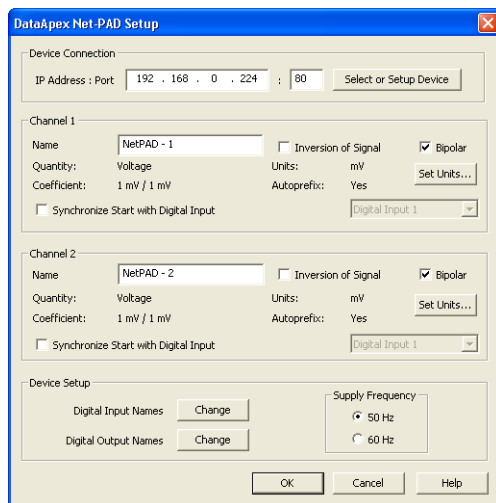 DataApex Net-PAD Setup
Device Connection
IP Address : Port 192 . 168 . 0 . 224 : 80 Select or Setup Device
Channel 1
Name NetPAD - 1 Inversion of Signal Bipolar
Quantity: Voltage Units: mV Set Units...
Coefficient: 1 mV / 1 mV Autoprefix: Yes
Synchronize Start with Digital Input Digital Input 1
Channel 2
Name NetPAD - 2 Inversion of Signal Bipolar
Quantity: Voltage Units: mV Set Units...
Coefficient: 1 mV / 1 mV Autoprefix: Yes
Synchronize Start with Digital Input Digital Input 1
Device Setup
Digital Input Names Change
Digital Output Names Change
Supply Frequency
50 Hz
60 Hz
OK Cancel Help